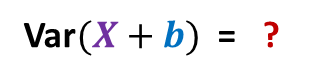 Var(X + b) = ?